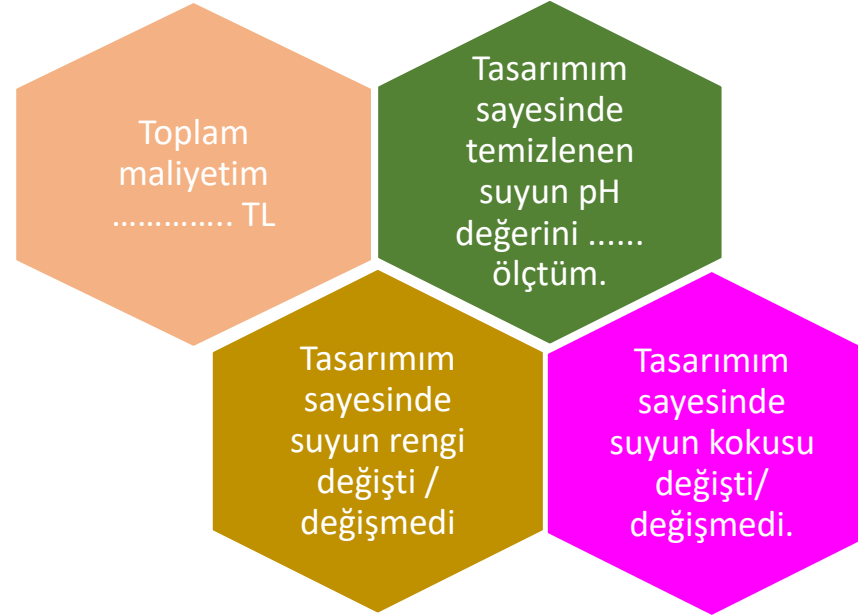 Toplam
maliyetim
.............. TL
Tasarımım
sayesinde
temizlenen
suyun pH
değerini ......
ölçtüm.
Tasarımım
sayesinde
suyun rengi
değişti /
değişmedi
Tasarımım
sayesinde
suyun kokusu
değişti/
değişmedi.